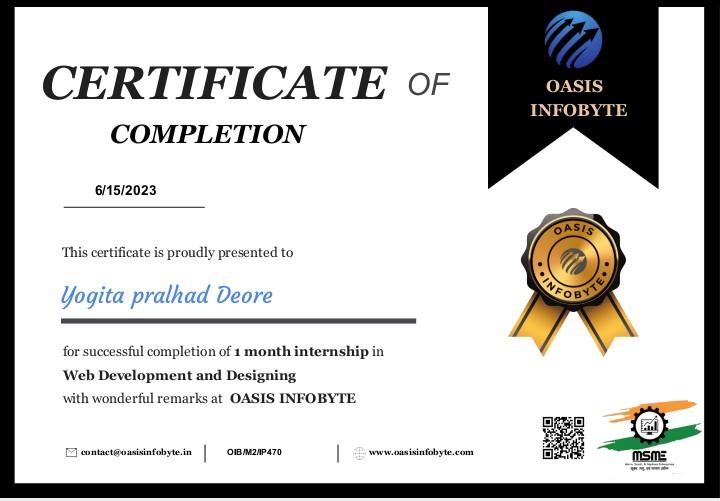 CERTIFICATE OF
COMPLETION
OASIS
INFOBYTE
6/15/2023
This certificate is proudly presented to
Yogita pralhad Deore
OASIS
INFOBYTE
for successful completion of 1 month internship in
Web Development and Designing
with wonderful remarks at OASIS INFOBYTE
contact@oasisinfobyte.in
OIB/M2/IP470
www.oasisinfobyte.com
MSME